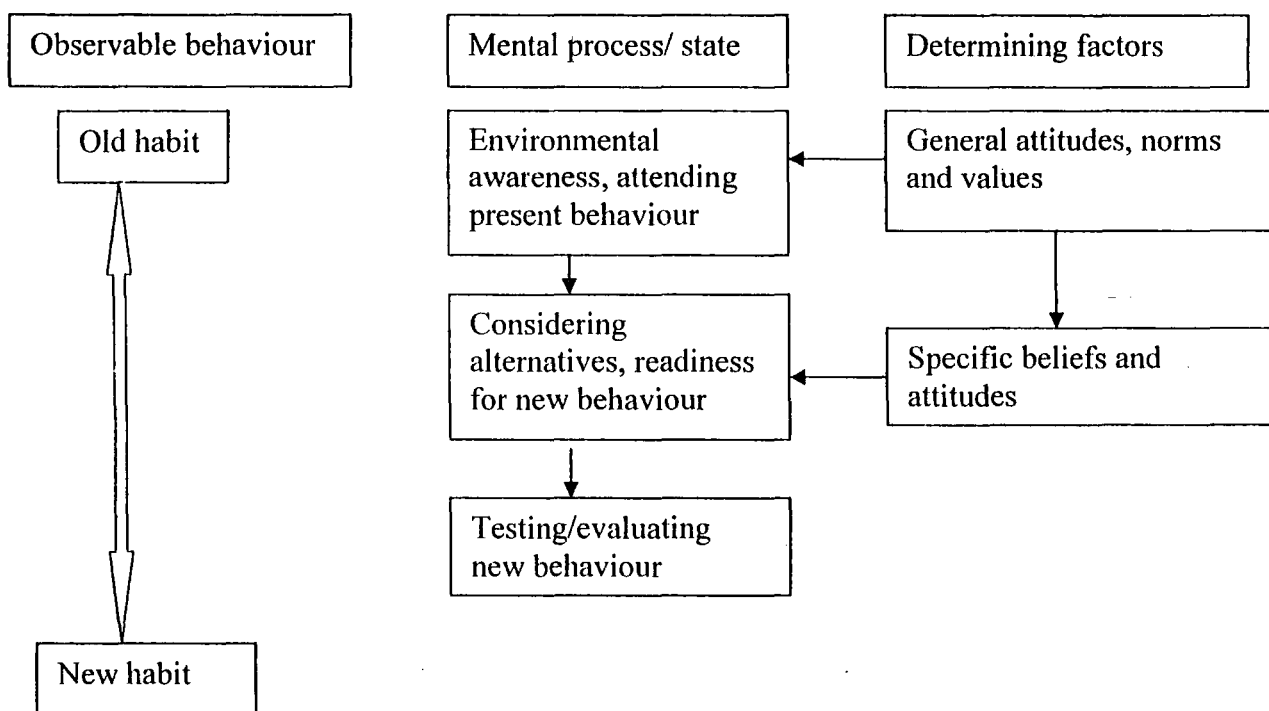 Observable behaviour
Mental process/ state
Determining factors
Old habit
Environmental
awareness, attending
present behaviour
General attitudes, norms
and values
Considering
alternatives, readiness
for new behaviour
Specific beliefs and
attitudes
Testing/evaluating
new behaviour
New habit